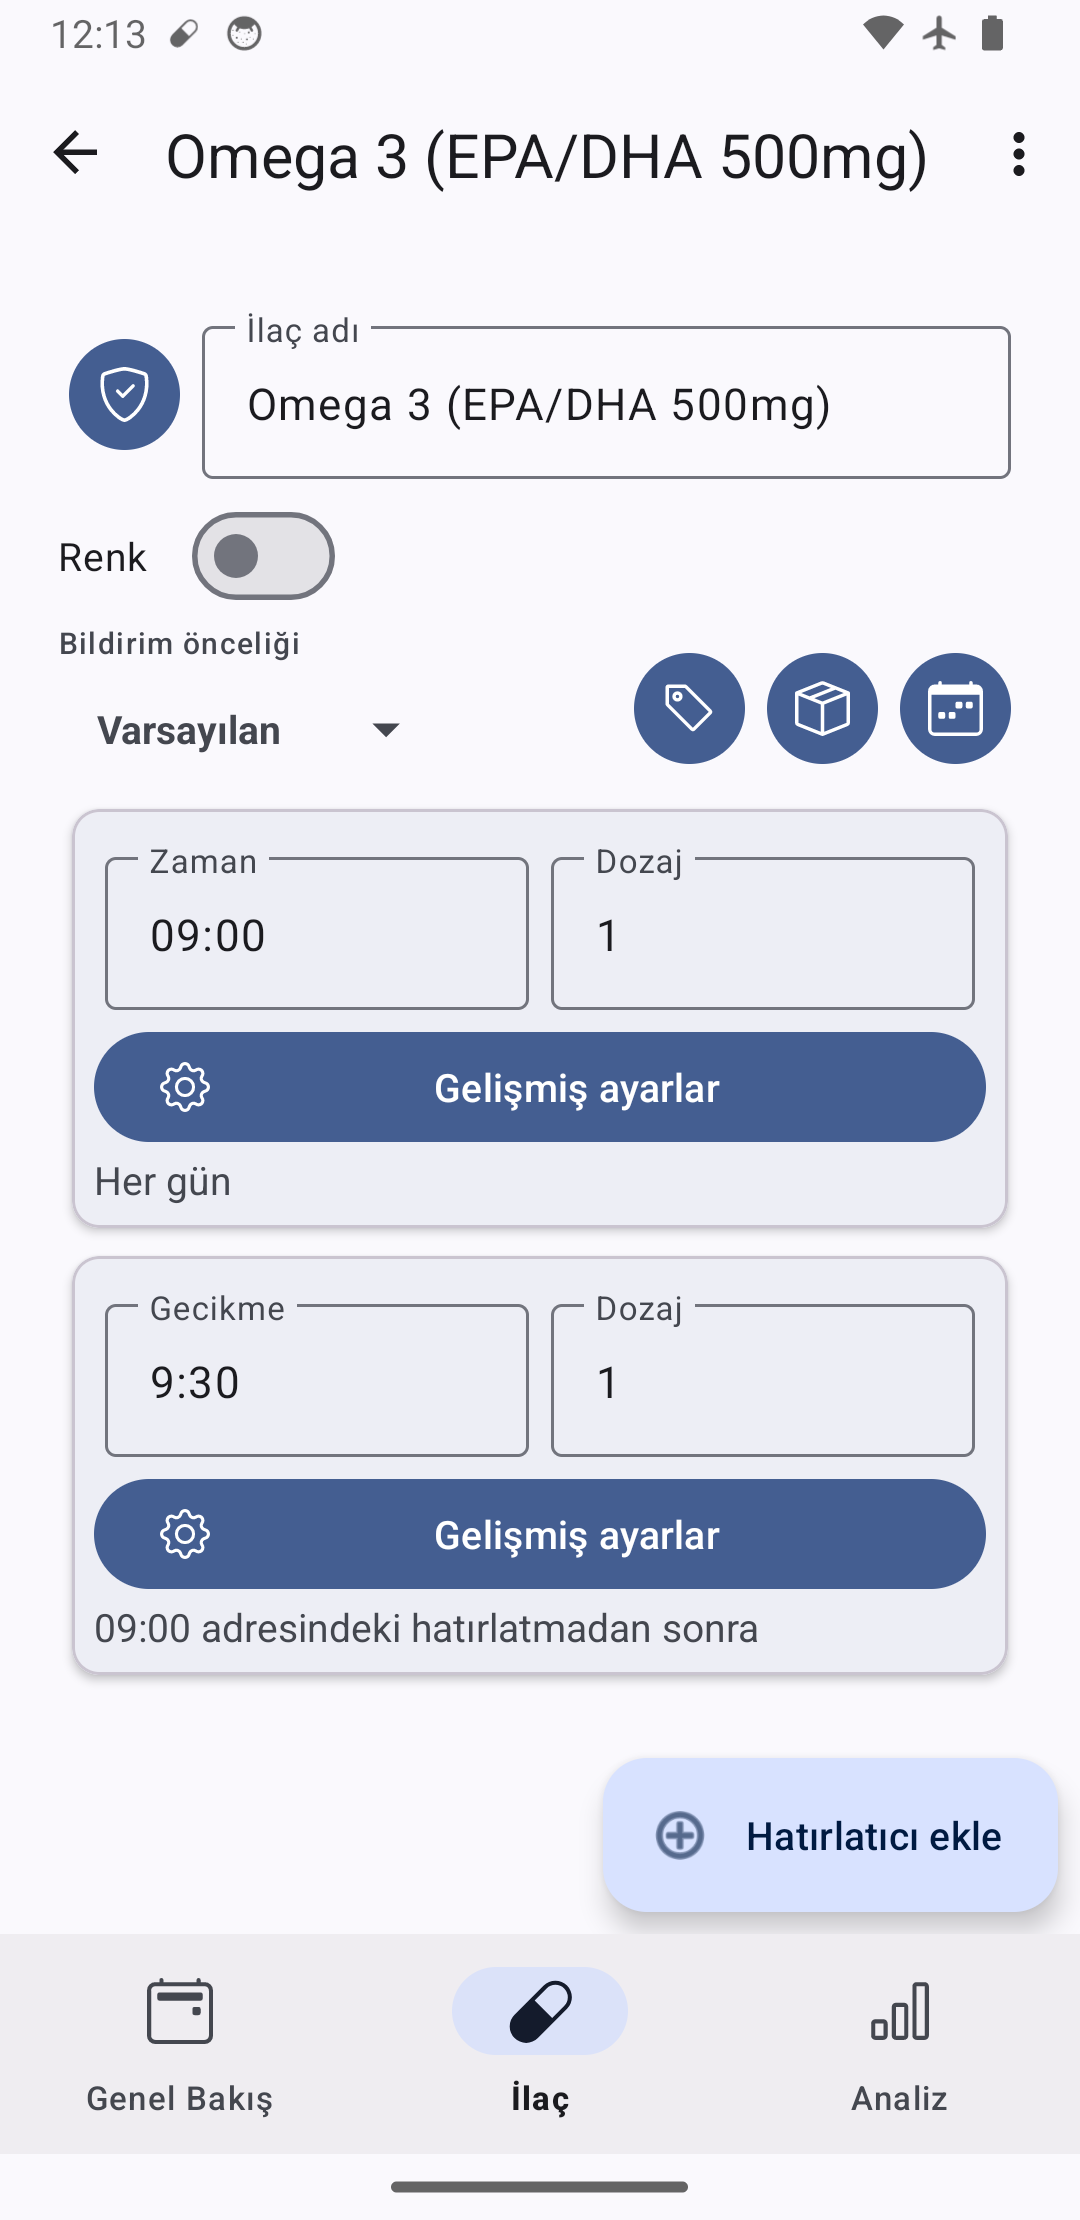 12:13
Omega 3 (EPA/DHA 500mg)
İlaç adı
Omega 3 (EPA/DHA 500mg)
Renk
Bildirim önceliği
Varsayılan
Zaman
09:00
Dozaj
1
Gelişmiş ayarlar
Her gün
Gecikme
9:30
Dozaj
1
Gelişmiş ayarlar
09:00 adresindeki hatırlatmadan sonra
Hatırlatıcı ekle
Genel Bakış
İlaç
Analiz